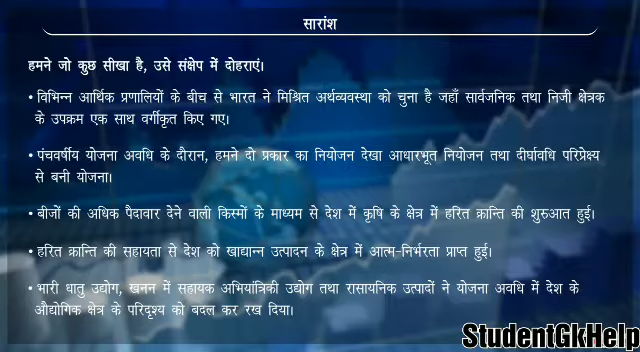 सारांश
हमने जो कुछ सीखा है, उसे संक्षेप में दोहराएं।
• विभिन्न आर्थिक प्रणालियों के बीच से भारत ने मिश्रित अर्थव्यवस्था को चुना है जहाँ सार्वजनिक तथा निजी क्षेत्रक
के उपक्रम एक साथ वर्गीकृत किए गए।
• पंचवर्षीय योजना अवधि के दौरान, हमने दो प्रकार का नियोजन देखा आधारभूत नियोजन तथा दीर्घावधि परिप्रेक्ष्य
से बनी योजना।
• बीजों की अधिक पैदावार देने वाली किस्मों के माध्यम से देश में कृषि के क्षेत्र में हरित क्रान्ति की शुरुआत हुई।
• हरित क्रान्ति की सहायता से देश को खाद्यान्न उत्पादन के क्षेत्र में आत्म-निर्भरता प्राप्त हुई।
• भारी धातु उद्योग, खनन में सहायक अभियांत्रिकी उद्योग तथा रासायनिक उत्पादों ने योजना अवधि में देश के
औद्योगिक क्षेत्र के परिदृश्य को बदल कर रख दिया।
StudentGkHelp